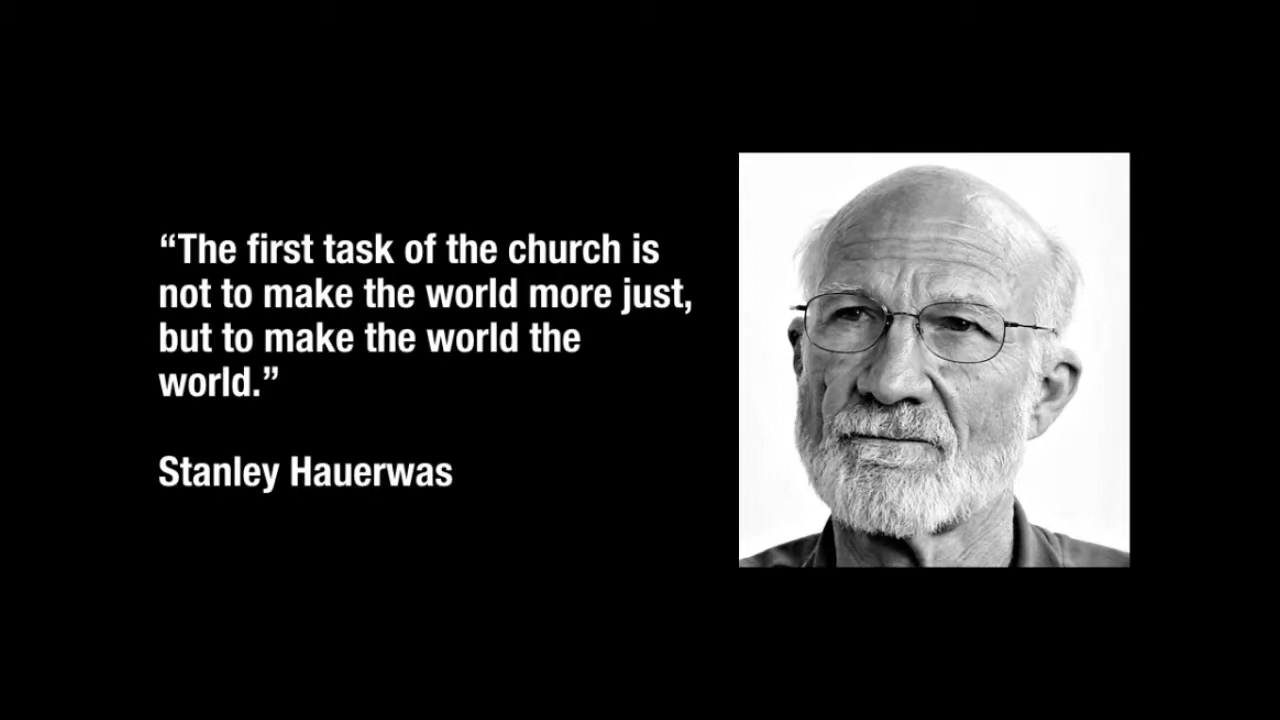 “The first task of the church is
not to make the world more just,
but to make the world the
world.”
Stanley Hauerwas